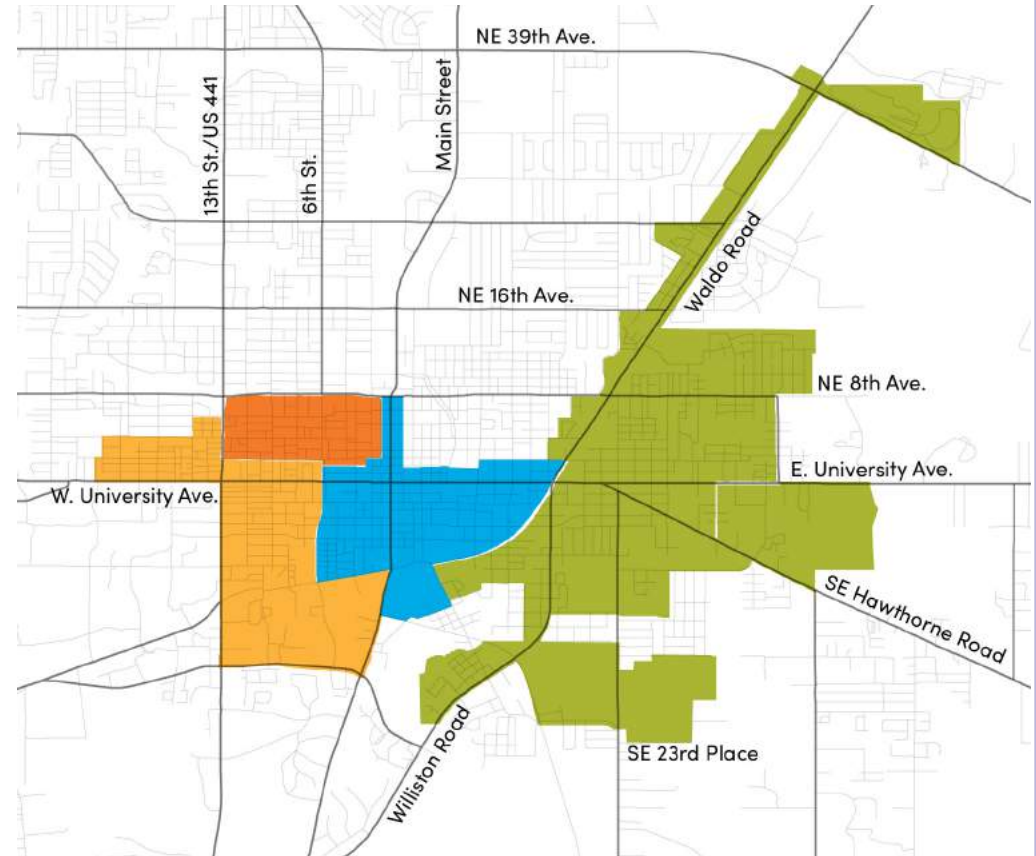 NE 39th Ave.
13th St./US 441
6th St.
Main Street
Waldo Road
NE 16th Ave.
NE 8th Ave.
E. University Ave.
W. University Ave.
SE Hawthorne Road
Williston Road
SE 23rd Place